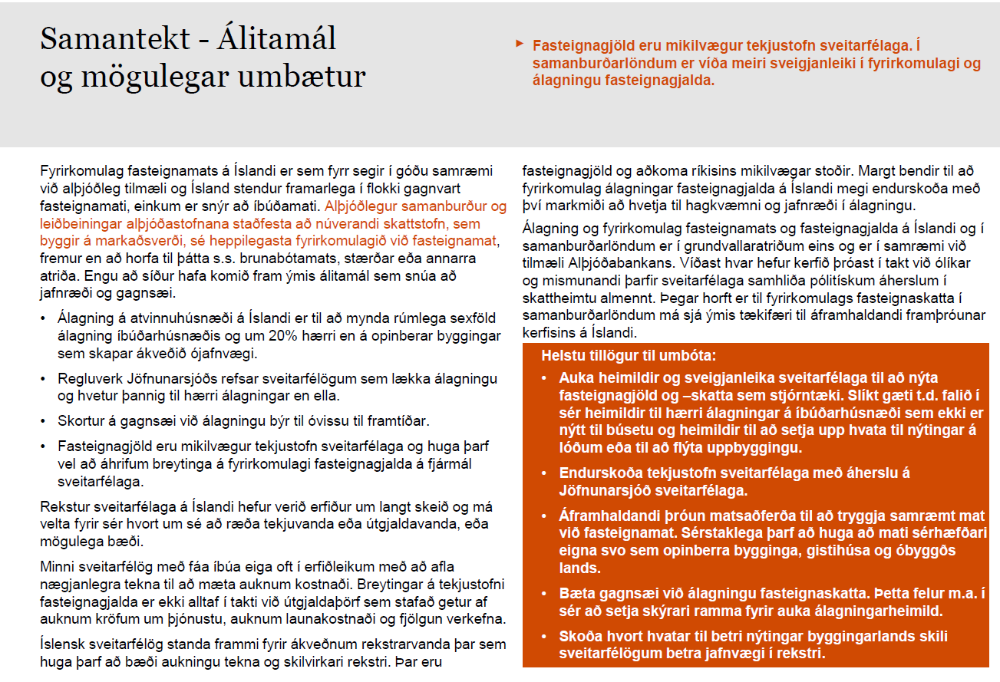 Samantekt - Álitamál
og mögulegar umbætur
▸ Fasteignagjöld eru mikilvægur tekjustofn sveitarfélaga. Í
samanburðarlöndum er víða meiri sveigjanleiki í fyrirkomulagi og
álagningu fasteignagjalda.
Fyrirkomulag fasteignamats á Íslandi er sem fyrr segir í góðu samræmi
við alþjóðleg tilmæli og Ísland stendur framarlega í flokki gagnvart
fasteignamati, einkum er snýr að íbúðamati. Alþjóðlegur samanburður og
leiðbeiningar alþjóðastofnana staðfesta að núverandi skattstofn, sem
byggir á markaðsverði, sé heppilegasta fyrirkomulagið við fasteignamat,
fremur en að horfa til þátta s.s. brunabótamats, stærðar eða annarra
atriða. Engu að síður hafa komið fram ýmis álitamál sem snúa að
jafnræði og gagnsæi.
• Álagning á atvinnuhúsnæði á Íslandi er til að mynda rúmlega sexföld
álagning íbúðarhúsnæðis og um 20% hærri en á opinberar byggingar
sem skapar ákveðið ójafnvægi.
• Regluverk Jöfnunarsjóðs refsar sveitarfélögum sem lækka álagningu
og hvetur þannig til hærri álagningar en ella.
• Skortur á gagnsæi við álagningu býr til óvissu til framtíðar.
• Fasteignagjöld eru mikilvægur tekjustofn sveitarfélaga og huga þarf
vel að áhrifum breytinga á fyrirkomulagi fasteignagjalda á fjármál
sveitarfélaga.
Rekstur sveitarfélaga á Íslandi hefur verið erfiður um langt skeið og má
velta fyrir sér hvort um sé að ræða tekjuvanda eða útgjaldavanda, eða
mögulega bæði.
Minni sveitarfélög með fáa íbúa eiga oft í erfiðleikum með að afla
nægjanlegra tekna til að mæta auknum kostnaði. Breytingar á tekjustofni
fasteignagjalda er ekki alltaf í takti við útgjaldaþörf sem stafað getur af
auknum kröfum um þjónustu, auknum launakostnaði og fjölgun verkefna.
Íslensk sveitarfélög standa frammi fyrir ákveðnum rekstrarvanda þar sem
huga þarf að bæði aukningu tekna og skilvirkari rekstri. Þar eru
fasteignagjöld og aðkoma ríkisins mikilvægar stoðir. Margt bendir til að
fyrirkomulag álagningar fasteignagjalda á Íslandi megi endurskoða með
því markmiði að hvetja til hagkvæmni og jafnræði í álagningu.
Álagning og fyrirkomulag fasteignamats og fasteignagjalda á Íslandi og í
samanburðarlöndum er í grundvallaratriðum eins og er í samræmi við
tilmæli Alþjóðabankans. Víðast hvar hefur kerfið þróast í takt við ólíkar
og mismunandi þarfir sveitarfélaga samhliða pólitískum áherslum í
skattheimtu almennt. Þegar horft er til fyrirkomulags fasteignaskatta í
samanburðarlöndum má sjá ýmis tækifæri til áframhaldandi framþróunar
kerfisins á Íslandi.
Helstu tillögur til umbóta:
• Auka heimildir og sveigjanleika sveitarfélaga til að nýta
fasteignagjöld og –skatta sem stjórntæki. Slíkt gæti t.d. falið í
sér heimildir til hærri álagningar á íbúðarhúsnæði sem ekki er
nýtt til búsetu og heimildir til að setja upp hvata til nýtingar á
lóðum eða til að flýta uppbyggingu.
• Endurskoða tekjustofn sveitarfélaga með áherslu á
Jöfnunarsjóð sveitarfélaga.
• Áframhaldandi þróun matsaðferða til að tryggja samræmt mat
við fasteignamat. Sérstaklega þarf að huga að mati sérhæfðari
eigna svo sem opinberra bygginga, gistihúsa og óbyggðs
lands.
• Bæta gagnsæi við álagningu fasteignaskatta. Þetta felur m.a. í
sér að setja skýrari ramma fyrir auka álagningarheimild.
• Skoða hvort hvatar til betri nýtingar byggingarlands skili
sveitarfélögum betra jafnvægi í rekstri.